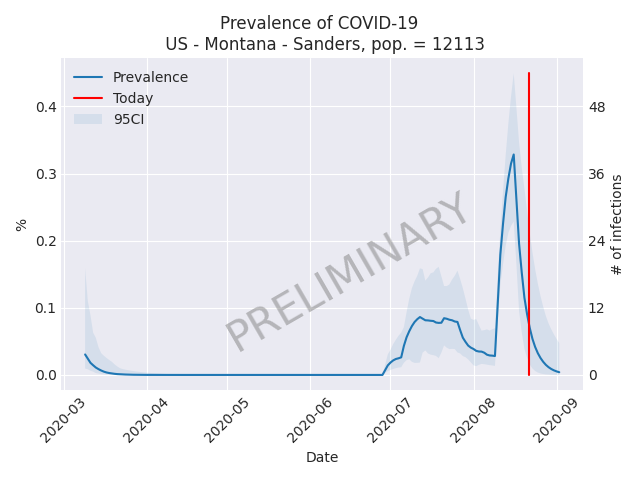 Prevalence of COVID-19
US - Montana - Sanders, pop. = 12113
Prevalence
Today
95CI
PRELIMINARY
%
0.4
0.3
0.2
0.1
0.0
48
36
24
12
0
# of infections
2020-03
2020-04
2020-05
2020-06
2020-07
2020-08
2020-09
Date